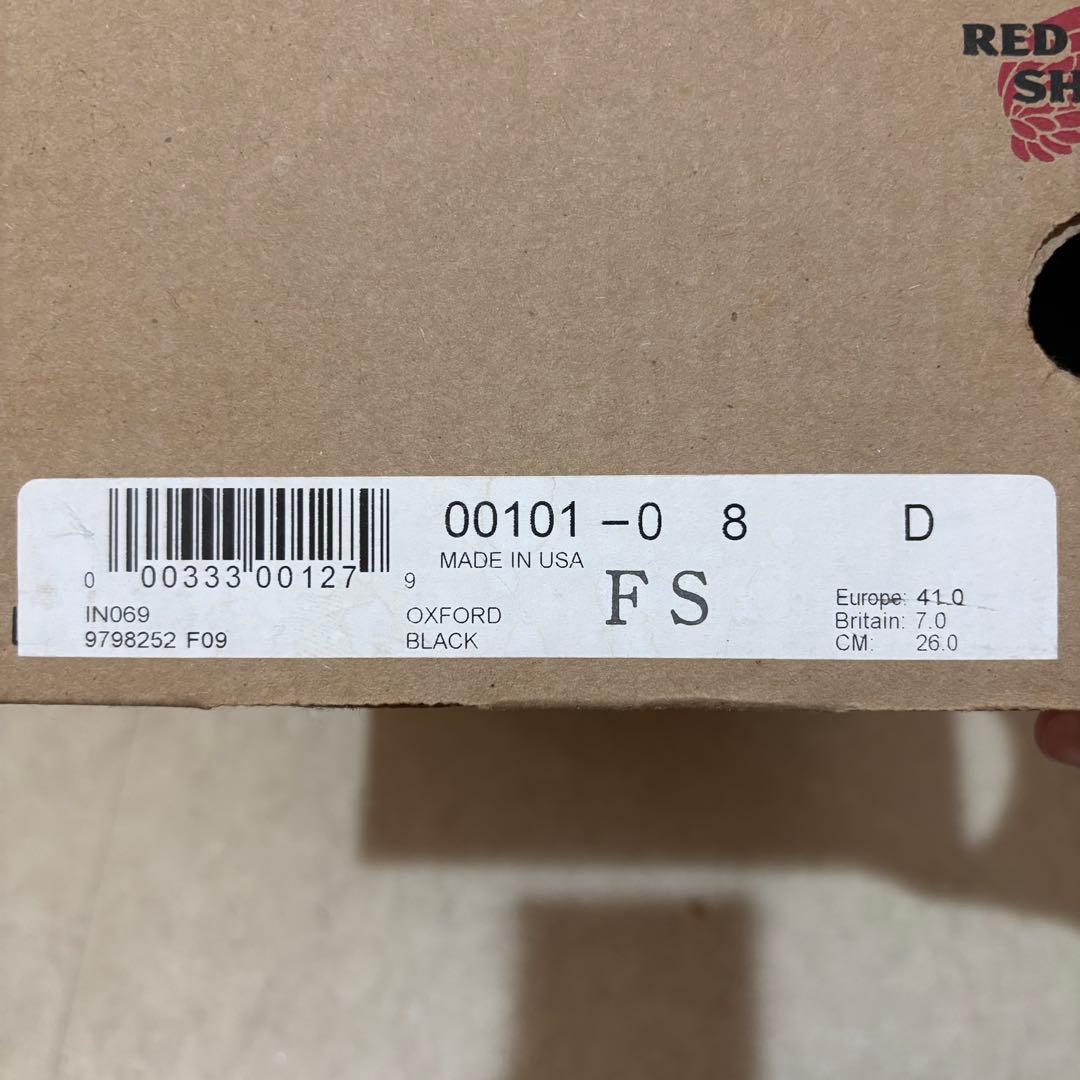 RED
SH
00101 -0 8 D
MADE IN USA
0 00333 00127 9
FS
IN069
OXFORD
Europe: 41.0
9798252 F09
BLACK
Britain: 7.0
CM: 26.0